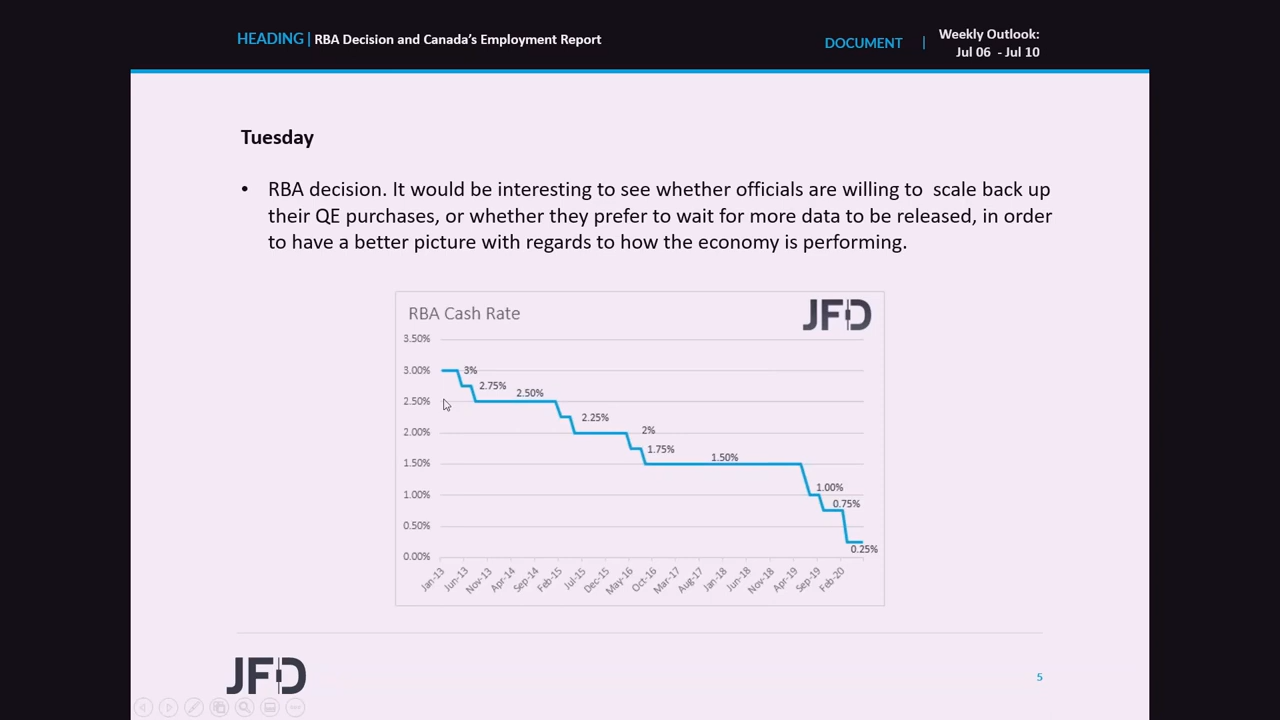 HEADING | RBA Decision and Canada's Employment Report
DOCUMENT | Weekly Outlook:
Jul 06 - Jul 10
Tuesday
• RBA decision. It would be interesting to see whether officials are willing to scale back up
their QE purchases, or whether they prefer to wait for more data to be released, in order
to have a better picture with regards to how the economy is performing.
RBA Cash Rate
JFD
3.50%
3.00%
2.50%
2.00%
1.50%
1.00%
0.50%
0.00%
3%
2.75%
2.50%
2.25%
2%
1.75%
1.50%
1.00%
0.75%
0.25%
Jan-13
Jun-13
Nov-13
Apr-14
Sep-14
Feb-15
Jul-15
Dec-15
May-16
Oct-16
Mar-17
Aug-17
Jan-18
Jun-18
Nov-18
Apr-19
Sep-19
Feb-20
JFD
5